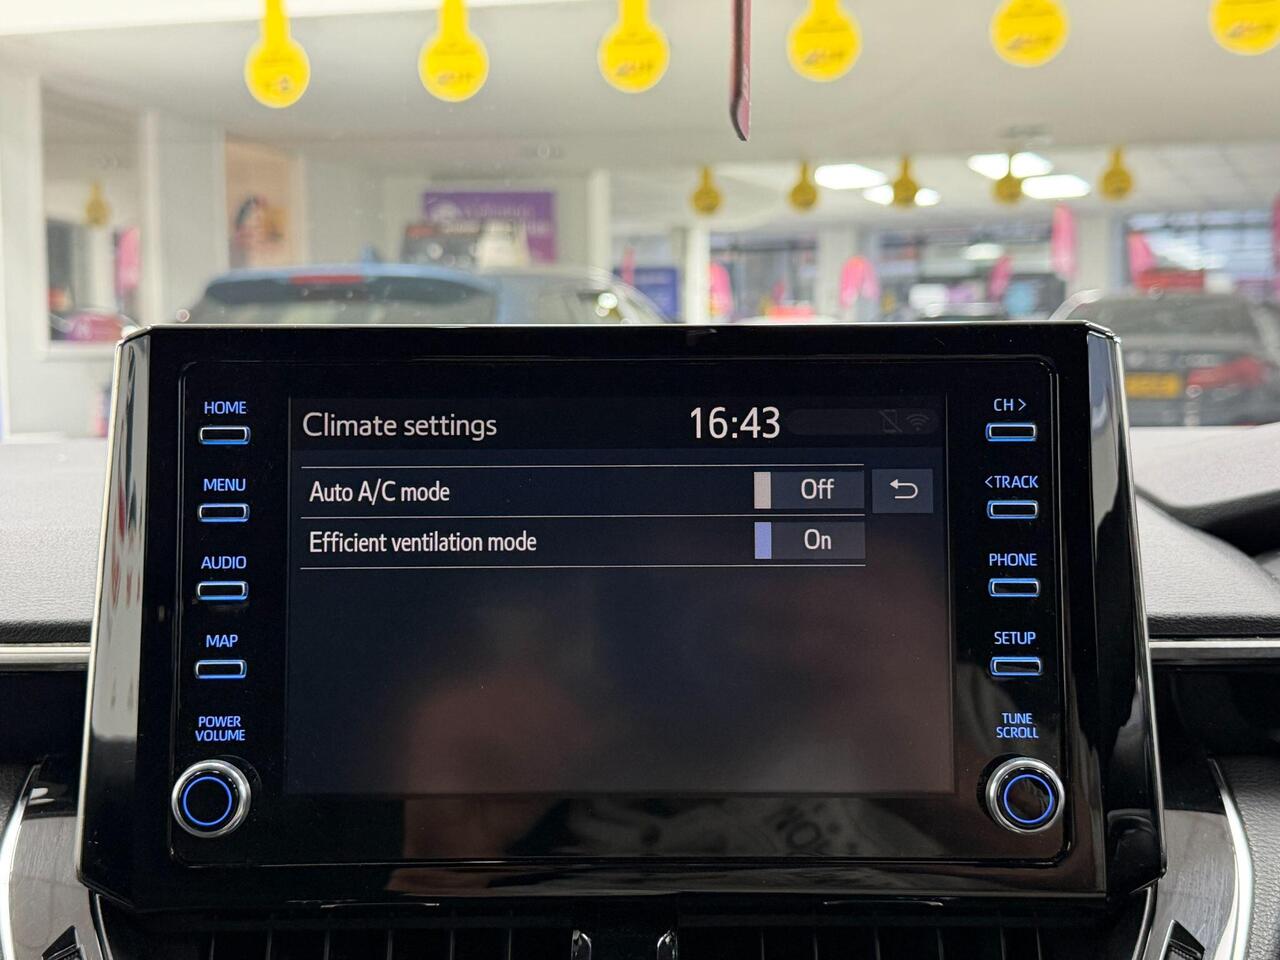 HOME
MENU
AUDIO
MAP
POWER
VOLUME
Climate settings
16:43
Auto A/C mode
Off
Efficient ventilation mode
On
CH >
<TRACK
PHONE
SETUP
TUNE
SCROLL